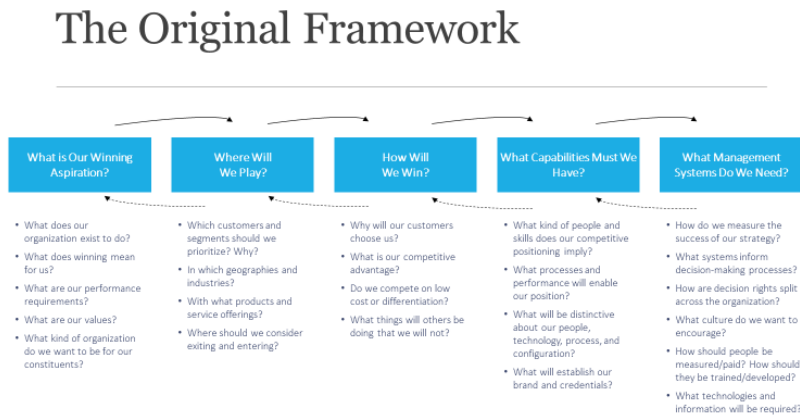 The Original Framework
What is Our Winning
Aspiration?
Where Will
We Play?
How Will
We Win?
What Capabilities Must We
Have?
What Management
Systems Do We Need?
• What does our
organization exist to do?
• What does winning mean
for us?
• What are our performance
requirements?
• What are our values?
• What kind of organization
do we want to be for our
constituents?
• Which customers and
segments should we
prioritize? Why?
• In which geographies and
industries?
• With what products and
service offerings?
• Where should we consider
exiting and entering?
• Why will our customers
choose us?
• What is our competitive
advantage?
• Do we compete on low
cost or differentiation?
• What things will others be
doing that we will not?
• What kind of people and
skills does our competitive
positioning imply?
• What processes and
performance will enable
our position?
• What will be distinctive
about our people,
technology, process, and
configuration?
• What will establish our
brand and credentials?
• How do we measure the
success of our strategy?
• What systems inform
decision-making processes?
• How are decision rights split
across the organization?
• What culture do we want to
encourage?
• How should people be
measured/paid? How should
they be trained/developed?
• What technologies and
information will be required?